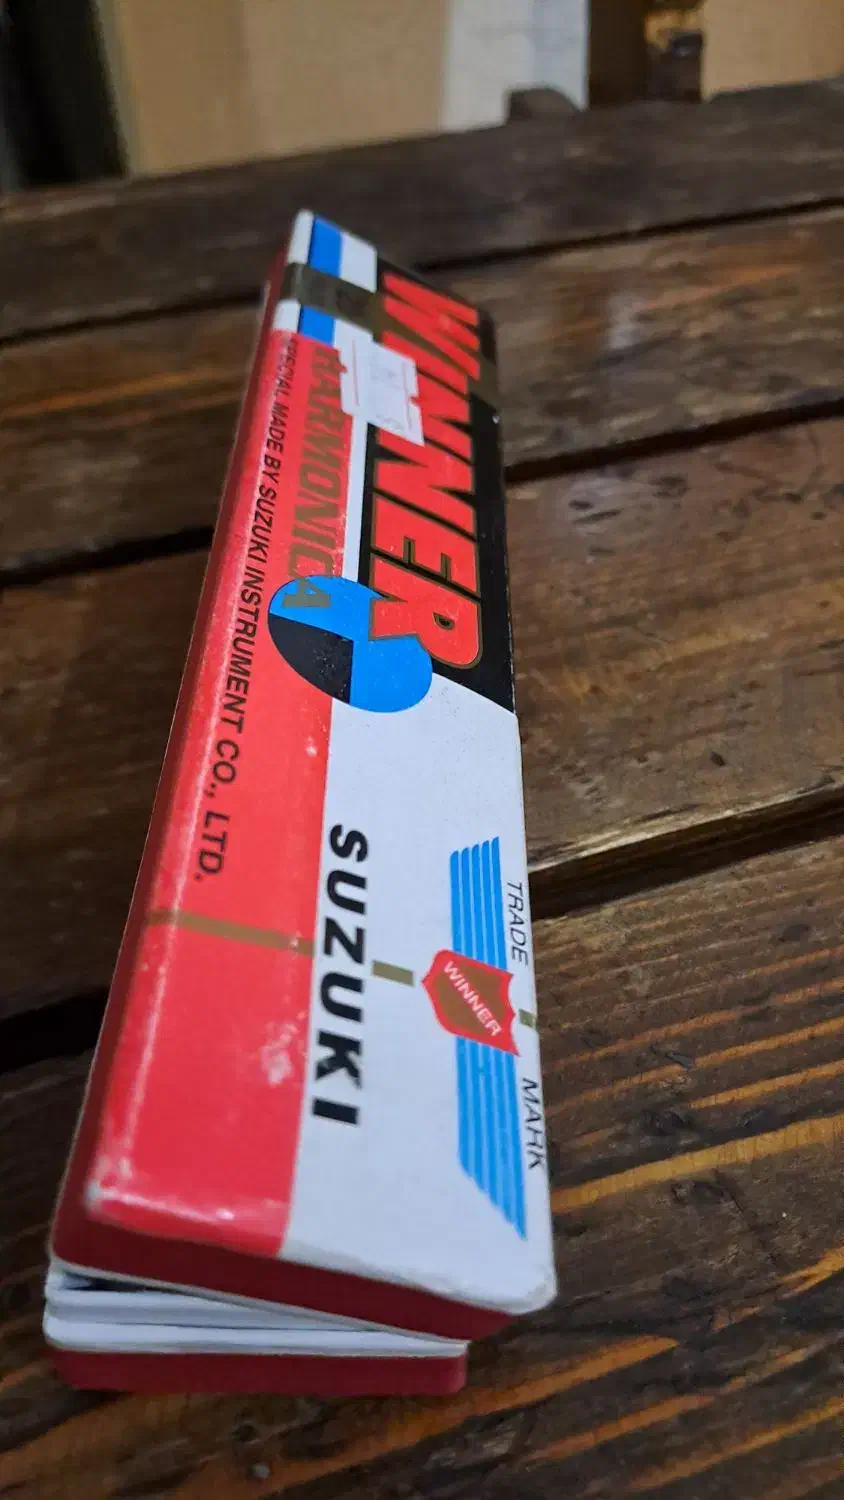 WINNER
HARMONICA
SPECIAL MADE BY SUZUKI INSTRUMENT CO., LTD.
TRADE MARK
WINNER
SUZUKI